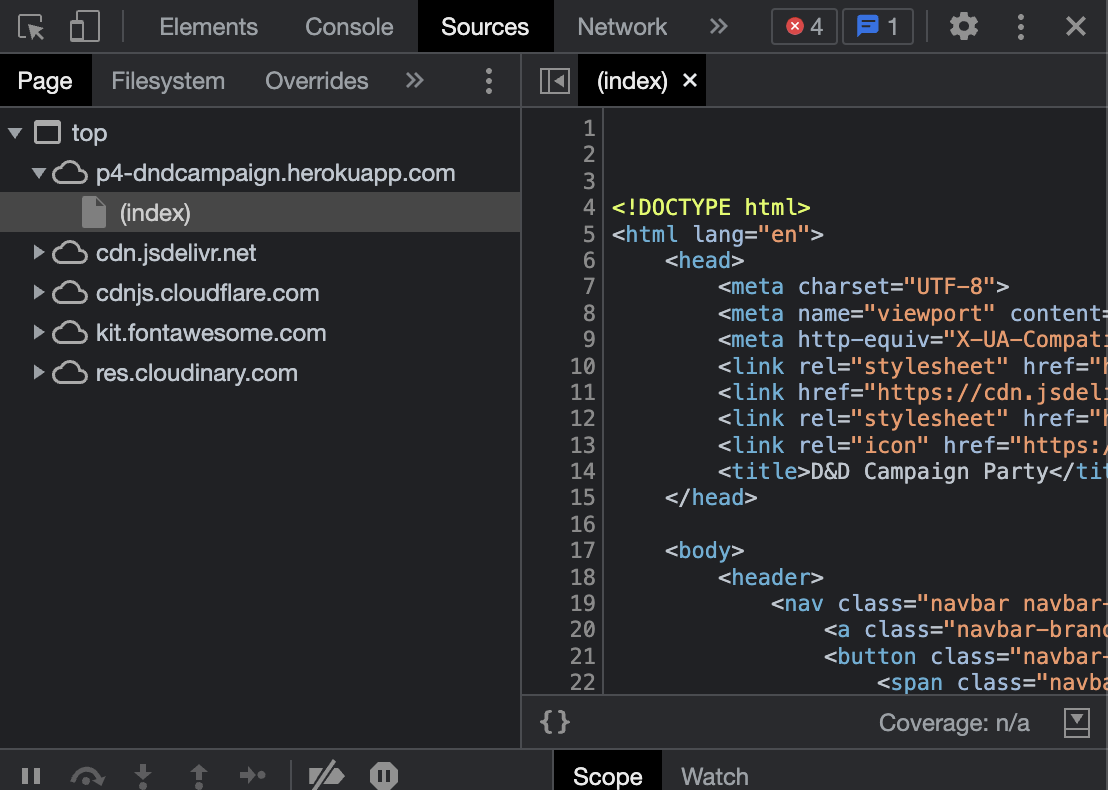 Elements Console Sources Network 4 1
Page Filesystem Overrides (index)
top
p4-dndcampaign.herokuapp.com
(index)
cdn.jsdelivr.net
cdnjs.cloudflare.com
kit.fontawesome.com
res.cloudinary.com
1
2
3
4 <!DOCTYPE html>
5 <html lang="en">
6 <head>
7 <meta charset="UTF-8">
8 <meta name="viewport" content=
9 <meta http-equiv="X-UA-Compati
10 <link rel="stylesheet" href="h
11 <link href="https://cdn.jsdeli
12 <link rel="stylesheet" href="h
13 <link rel="icon" href="https:/
14 <title>D&D Campaign Party</tit
15 </head>
16
17 <body>
18 <header>
19 <nav class="navbar navbar-
20 <a class="navbar-brand
21 <button class="navbar-
22 <span class="navba
{} Coverage: n/a
Scope Watch